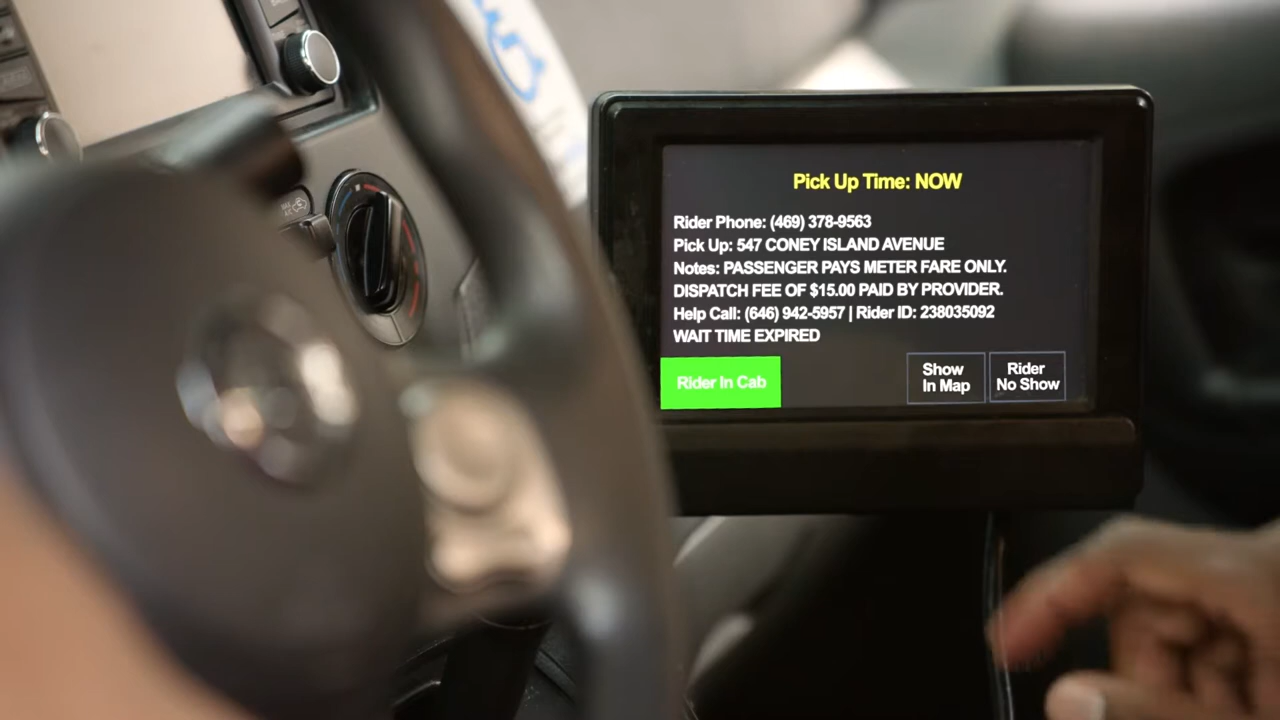 Pick Up Time: NOW
Rider Phone: (469) 378-9563
Pick Up: 547 CONEY ISLAND AVENUE
Notes: PASSENGER PAYS METER FARE ONLY.
DISPATCH FEE OF $15.00 PAID BY PROVIDER.
Help Call: (646) 942-5957 | Rider ID: 238035092
WAIT TIME EXPIRED
Rider In Cab
Show
In Map
Rider
No Show